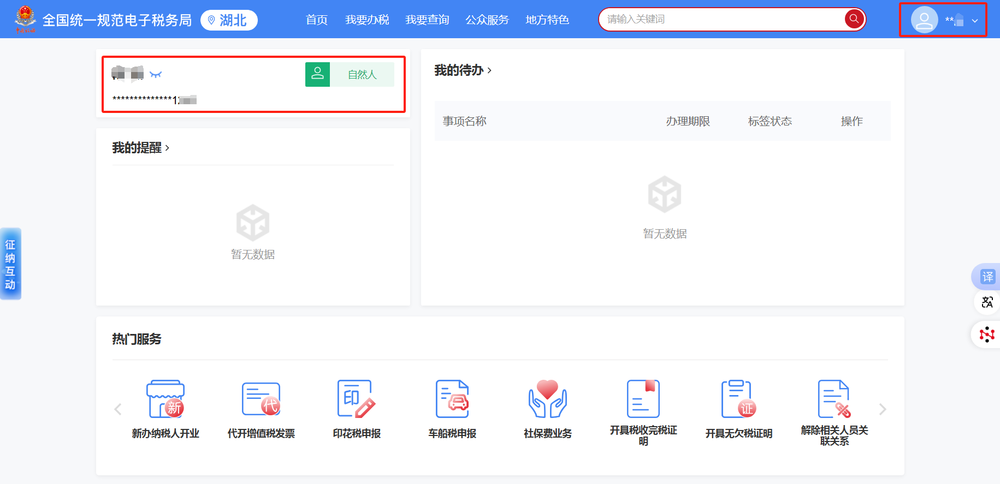 全国统一规范电子税务局
湖北
首页
我要办税
我要查询
公众服务
地方特色
请输入关键词
**
自然人
**************1
我的提醒
暂无数据
我的待办
事项名称
办理期限
标签状态
操作
暂无数据
征纳互动
译
热门服务
新
新办纳税人开业
代
代开增值税发票
印
印花税申报
车船税申报
社保费业务
开具税收完税证
明
证
开具无欠税证明
解除相关人员关
联关系